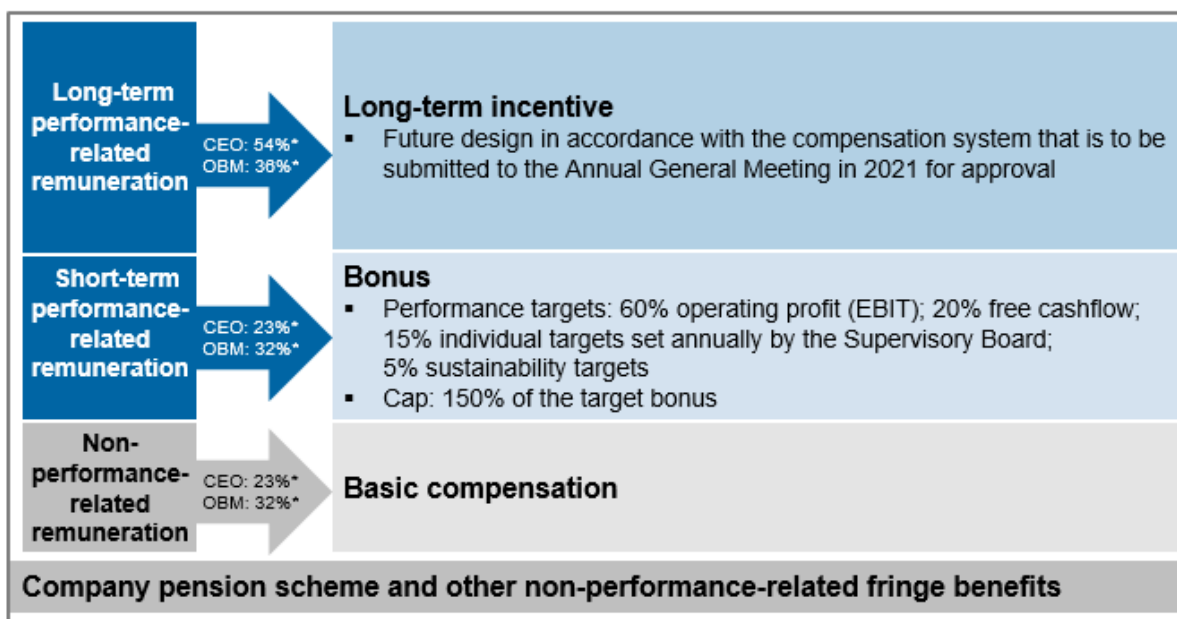 Long-term
performance-
related
remuneration
CEO: 54%*
OBM: 36%*
Long-term incentive
▪ Future design in accordance with the compensation system that is to be
submitted to the Annual General Meeting in 2021 for approval
Short-term
performance-
related
remuneration
CEO: 23%*
OBM: 32%*
Bonus
▪ Performance targets: 60% operating profit (EBIT); 20% free cashflow;
15% individual targets set annually by the Supervisory Board;
5% sustainability targets
▪ Cap: 150% of the target bonus
Non-
performance-
related
remuneration
CEO: 23%*
OBM: 32%*
Basic compensation
Company pension scheme and other non-performance-related fringe benefits